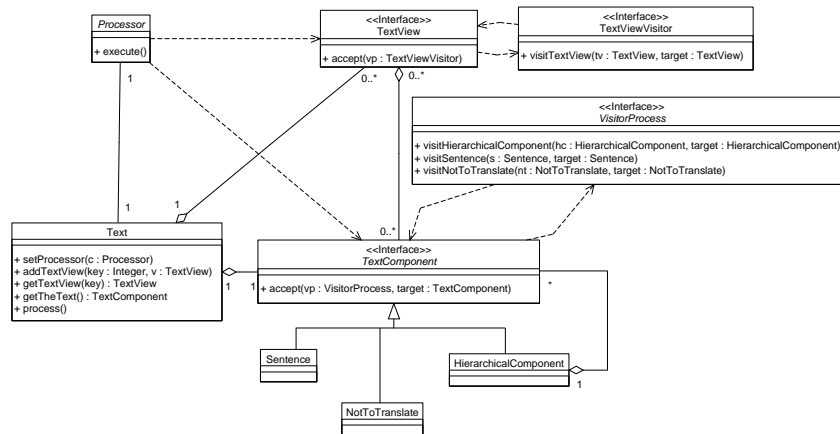 Processor
+ execute()
<<Interface>>
TextView
+ accept(vp : TextViewVisitor)
<<Interface>>
TextViewVisitor
+ visitTextView(tv : TextView, target : TextView)
1
0..*
<<Interface>>
VisitorProcess
+ visitHierarchicalComponent(hc : HierarchicalComponent, target : HierarchicalComponent)
+ visitSentence(s : Sentence, target : Sentence)
+ visitNotToTranslate(nt : NotToTranslate, target : NotToTranslate)
1
1
0..*
Text
+ setProcessor(c : Processor)
+ addTextView(key : Integer, v : TextView)
+ getTextView(key) : TextView
+ getTheText() : TextComponent
+ process()
1
1
<<Interface>>
TextComponent
+ accept(vp : VisitorProcess, target : TextComponent)
*
Sentence
HierarchicalComponent
1
NotToTranslate